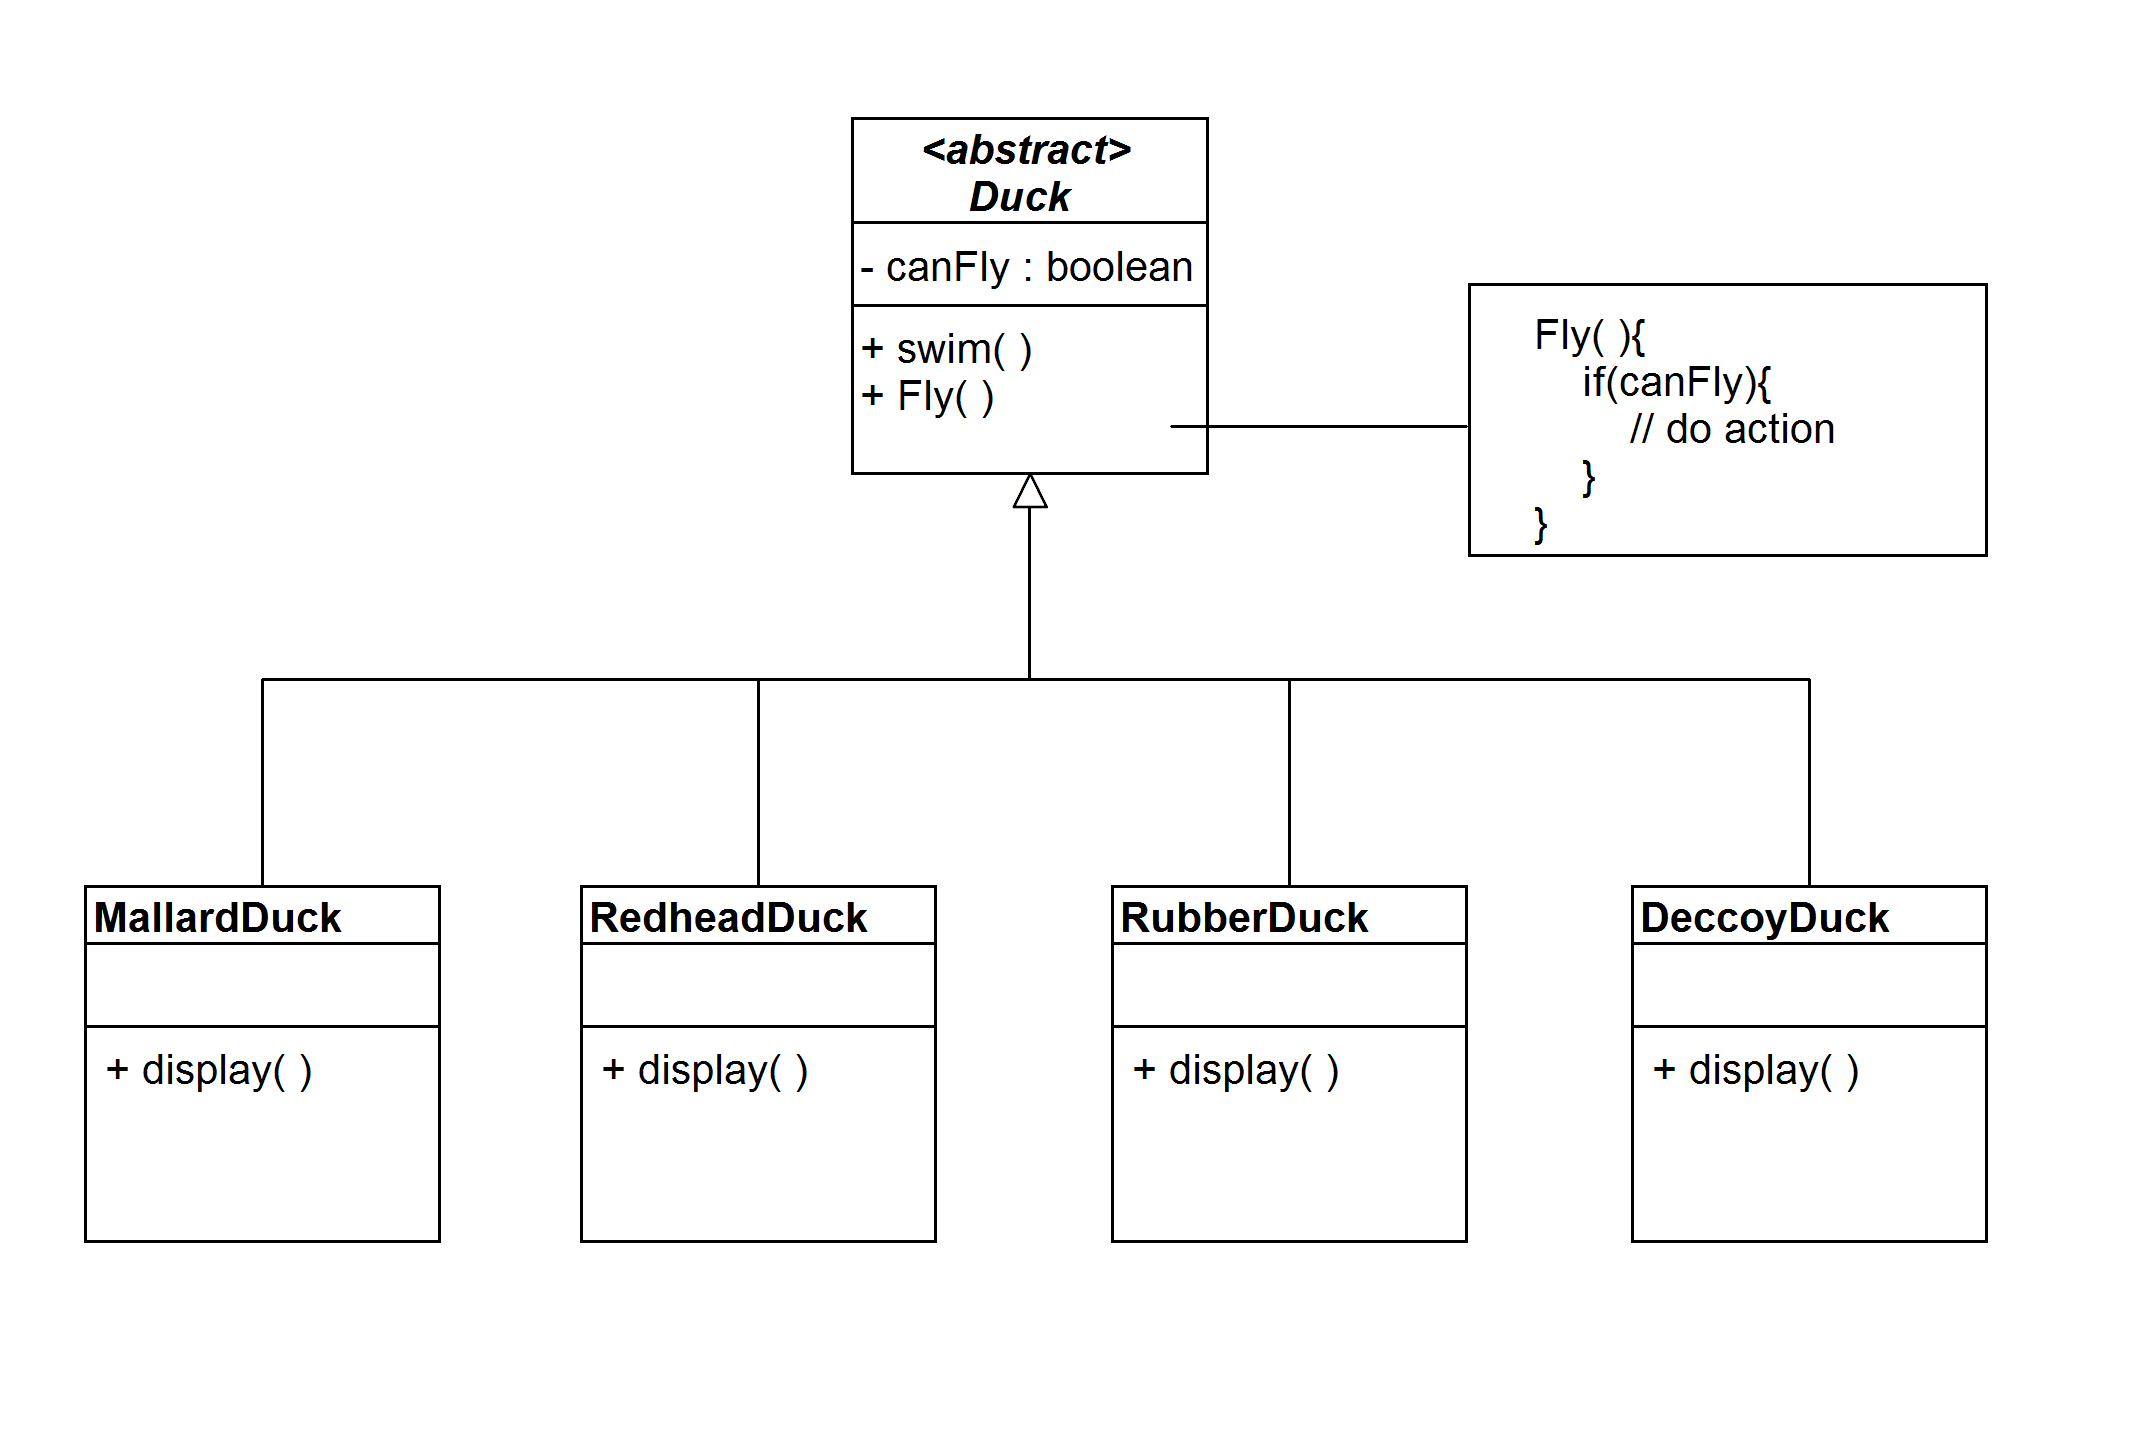 <abstract>
Duck
- canFly : boolean
+ swim( )
+ Fly( )
Fly( ){
if(canFly){
// do action
}
}
MallardDuck
+ display( )
RedheadDuck
+ display( )
RubberDuck
+ display( )
DeccoyDuck
+ display( )